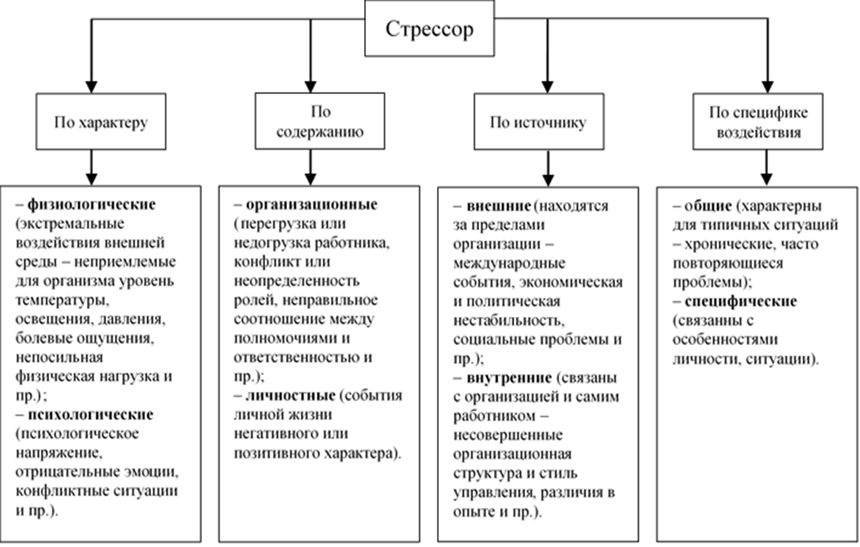 Стрессор
По характеру
По
содержанию
По источнику
По специфике
воздействия
– физиологические
(экстремальные
воздействия внешней
среды – неприемлемые
для организма уровень
температуры,
освещения, давления,
болевые ощущения,
непосильная
физическая нагрузка и
пр.);
– психологические
(психологическое
напряжение,
отрицательные эмоции,
конфликтные ситуации
и пр.).
– организационные
(перегрузка или
недогрузка работника,
конфликт или
неопределенность
ролей, неправильное
соотношение между
полномочиями и
ответственностью и
пр.);
– личностные (события
личной жизни
негативного или
позитивного характера).
– внешние (находятся
за пределами
организации –
международные
события, экономическая
и политическая
нестабильность,
социальные проблемы и
пр.);
– внутренние (связаны
с организацией и самим
работником –
несовершенные
организационная
структура и стиль
управления, различия в
опыте и пр.).
– общие (характерны
для типичных ситуаций
– хронические, часто
повторяющиеся
проблемы);
– специфические
(связанны с
особенностями
личности, ситуации).